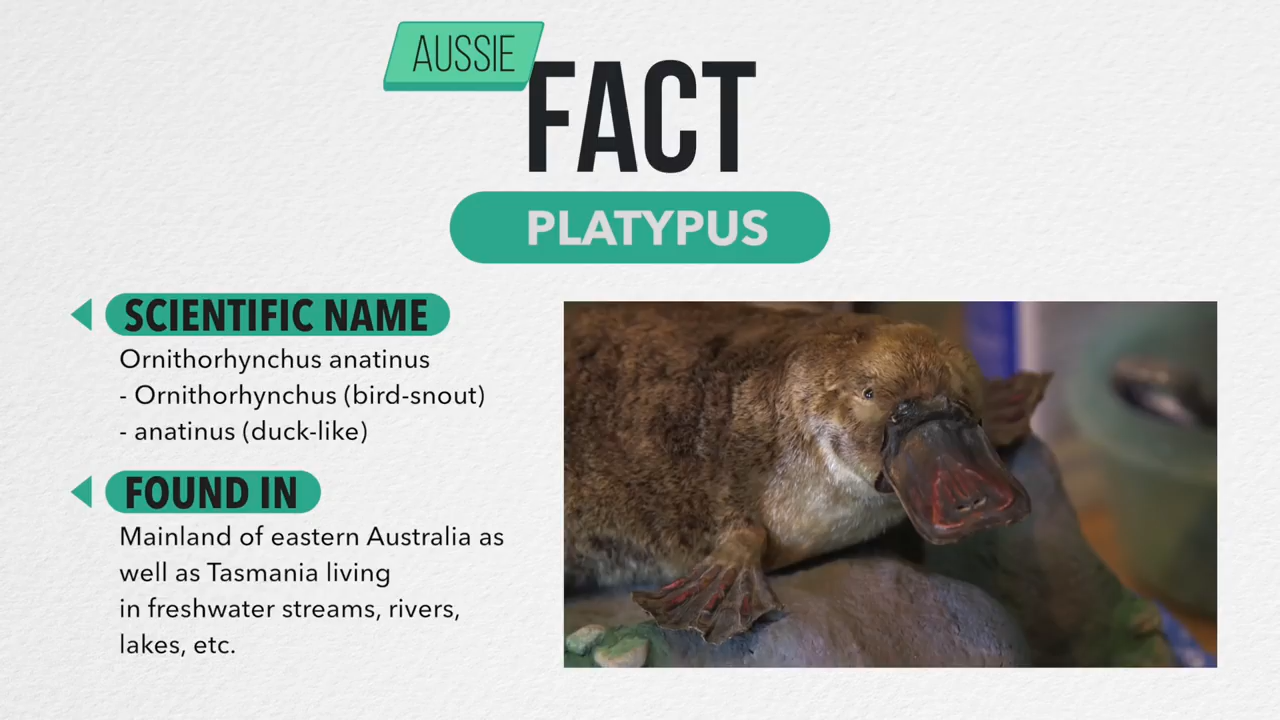 AUSSIE
FACT
PLATYPUS
SCIENTIFIC NAME
Ornithorhynchus anatinus
- Ornithorhynchus (bird-snout)
- anatinus (duck-like)
FOUND IN
Mainland of eastern Australia as
well as Tasmania living
in freshwater streams, rivers,
lakes, etc.